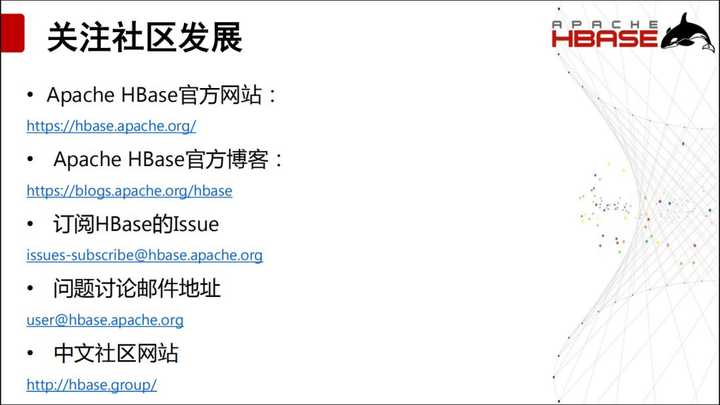 关注社区发展
APACHE
HBASE
• Apache HBase官方网站：
https://hbase.apache.org/
• Apache HBase官方博客：
https://blogs.apache.org/hbase
• 订阅HBase的Issue
issues-subscribe@hbase.apache.org
• 问题讨论邮件地址
user@hbase.apache.org
• 中文社区网站
http://hbase.group/